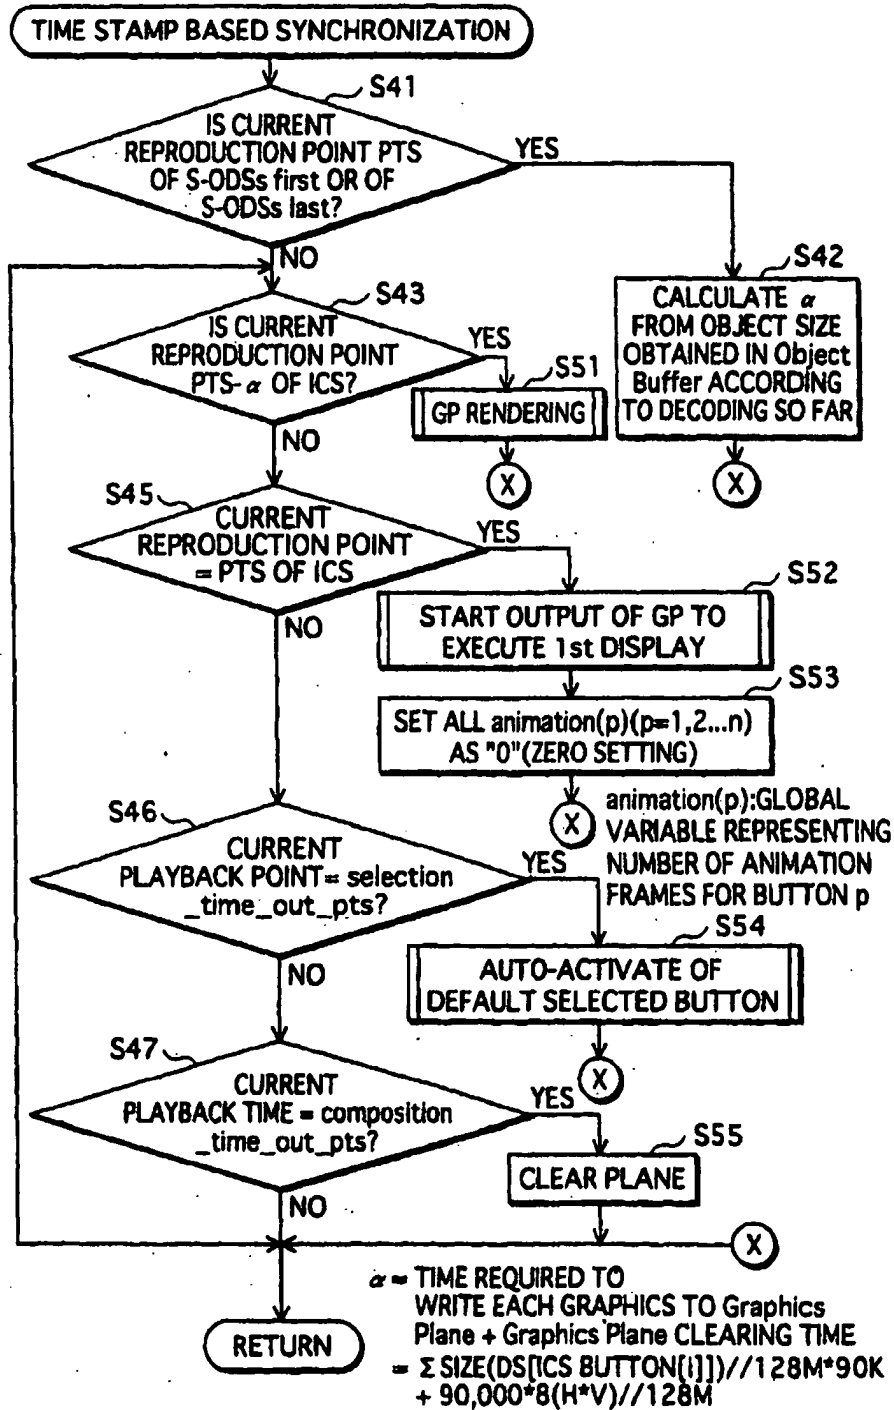 TIME STAMP BASED SYNCHRONIZATION
S41
IS CURRENT
REPRODUCTION POINT PTS
OF S-ODSs first OR OF
S-ODSs last?
YES
NO
S42
CALCULATE α
FROM OBJECT SIZE
OBTAINED IN Object
Buffer ACCORDING
TO DECODING SO FAR
X
S43
IS CURRENT
REPRODUCTION POINT
PTS-α OF ICS?
YES
NO
S51
GP RENDERING
X
S45
CURRENT
REPRODUCTION POINT
= PTS OF ICS
YES
NO
S52
START OUTPUT OF GP TO
EXECUTE 1st DISPLAY
S53
SET ALL animation(p)(p=1,2...n)
AS "0"(ZERO SETTING)
X
animation(p):GLOBAL
VARIABLE REPRESENTING
NUMBER OF ANIMATION
FRAMES FOR BUTTON p
S46
CURRENT
PLAYBACK POINT= selection
_time_out_pts?
YES
NO
S54
AUTO-ACTIVATE OF
DEFAULT SELECTED BUTTON
X
S47
CURRENT
PLAYBACK TIME = composition
_time_out_pts?
YES
NO
S55
CLEAR PLANE
X
RETURN
α = TIME REQUIRED TO
WRITE EACH GRAPHICS TO Graphics
Plane + Graphics Plane CLEARING TIME
= Σ SIZE(DS[ICS BUTTON[i]])//128M*90K
+ 90,000*8(H*V)//128M